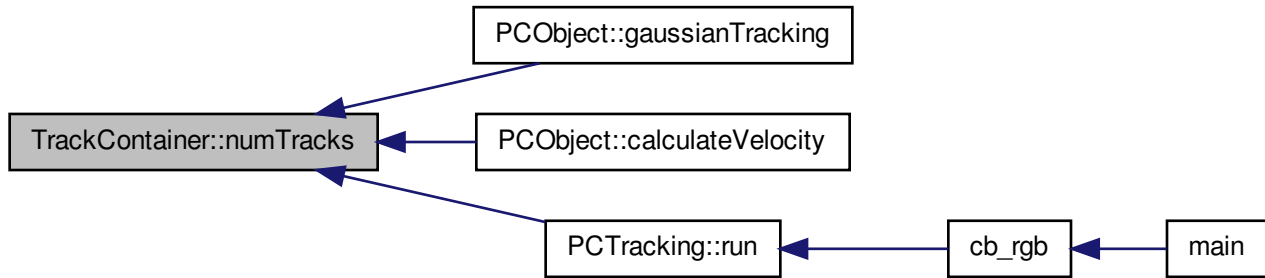 PCObject::gaussianTracking
TrackContainer::numTracks
PCObject::calculateVelocity
PCTracking::run
cb_rgb
main